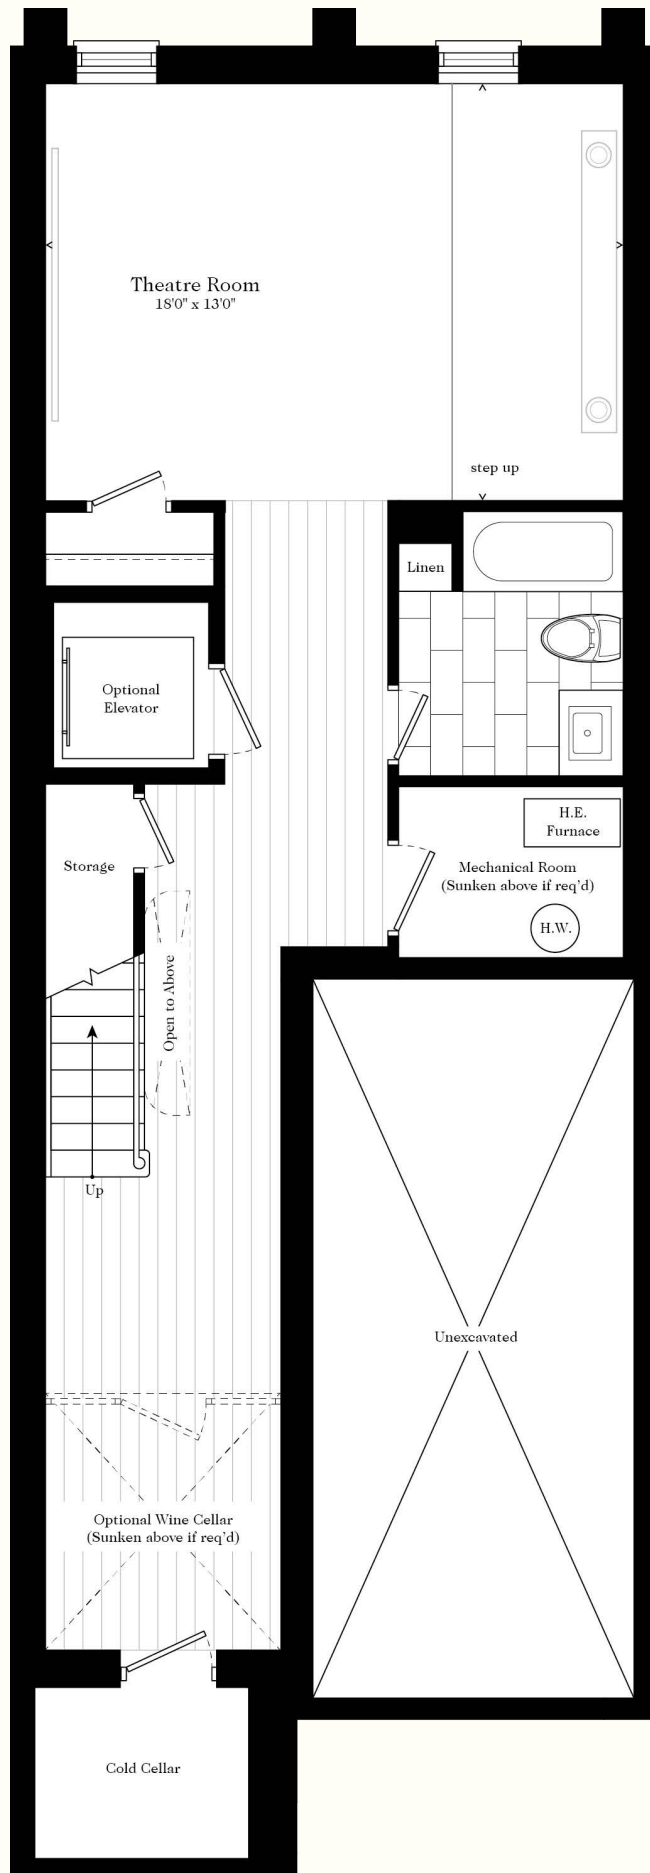 Theatre Room
18'0" x 13'0"
step up
Linen
Optional
Elevator
H.E.
Furnace
Storage
Mechanical Room
(Sunken above if req'd)
H.W.
Open to Above
Up
Unexcavated
Optional Wine Cellar
(Sunken above if req'd)
Cold Cellar